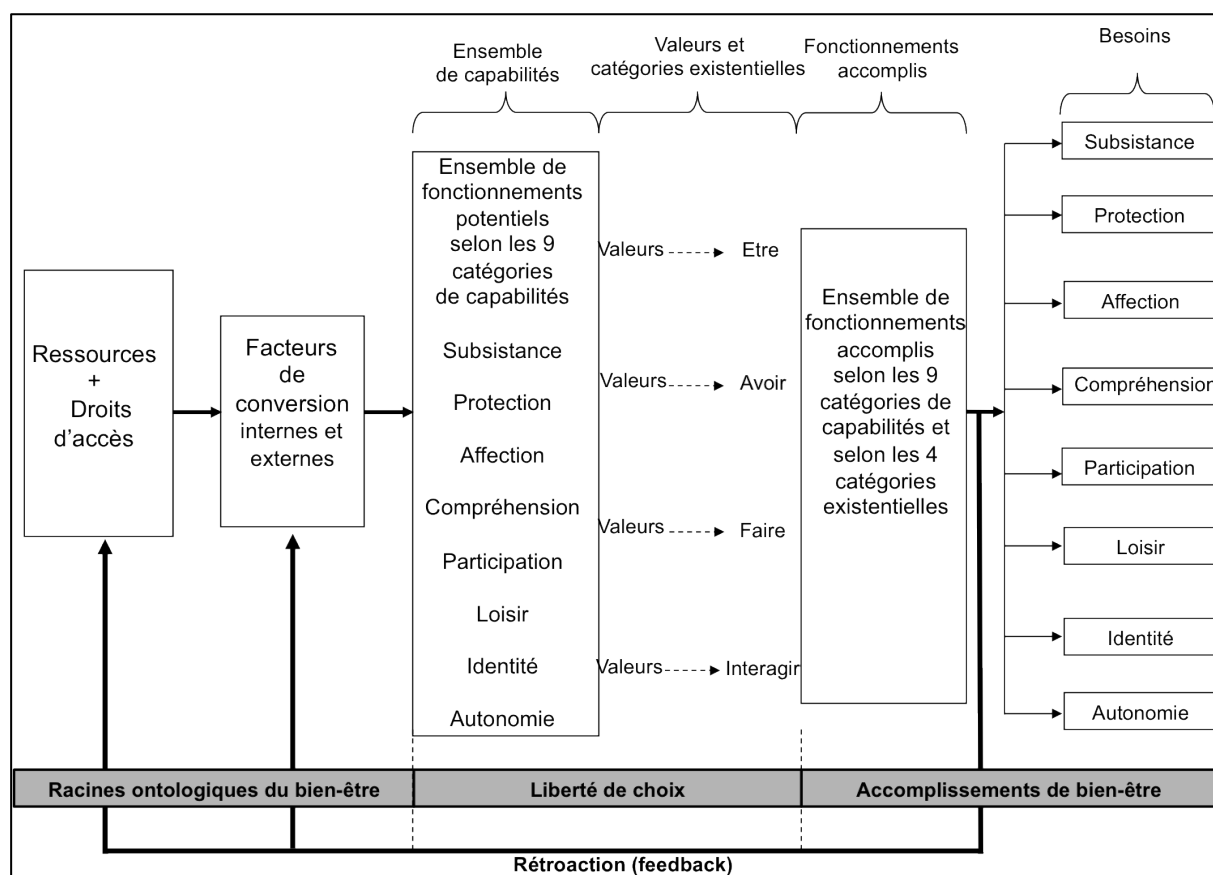 Ensemble
de capabilités
Valeurs et
catégories existentielles
Fonctionnements
accomplis
Besoins
Ressources
+
Droits
d'accès
Facteurs
de
conversion
internes et
externes
Ensemble de
fonctionnements
potentiels
selon les 9
catégories
de capabilités
Subsistance
Protection
Affection
Compréhension
Participation
Loisir
Identité
Autonomie
Valeurs
Etre
Valeurs
Avoir
Valeurs
Faire
Valeurs
Interagir
Ensemble de
fonctionnements
accomplis
selon les 9
catégories de
capabilités et
selon les 4
catégories
existentielles
Subsistance
Protection
Affection
Compréhension
Participation
Loisir
Identité
Autonomie
Racines ontologiques du bien-être
Liberté de choix
Accomplissements de bien-être
Rétroaction (feedback)